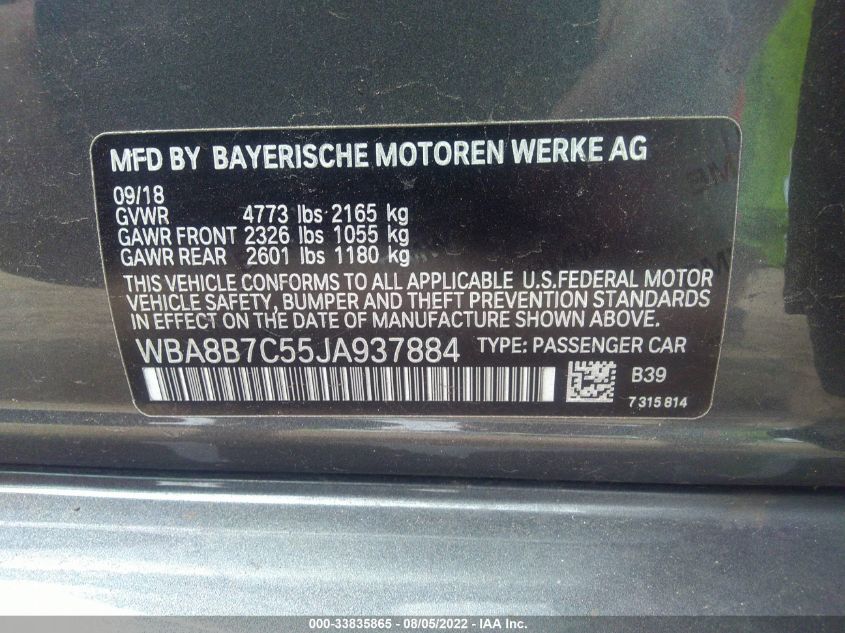 MFD BY BAYERISCHE MOTOREN WERKE AG
09/18
GVWR 4773 lbs 2165 kg
GAWR FRONT 2326 lbs 1055 kg
GAWR REAR 2601 lbs 1180 kg
THIS VEHICLE CONFORMS TO ALL APPLICABLE U.S.FEDERAL MOTOR
VEHICLE SAFETY, BUMPER AND THEFT PREVENTION STANDARDS
IN EFFECT ON THE DATE OF MANUFACTURE SHOWN ABOVE.
WBA8B7C55JA937884 TYPE: PASSENGER CAR
B39
7 315 814
000-33835865 - 08/05/2022 - Copyright © IAA, Inc.